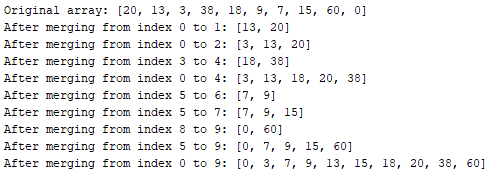 Original array: [20, 13, 3, 38, 18, 9, 7, 15, 60, 0]
After merging from index 0 to 1: [13, 20]
After merging from index 0 to 2: [3, 13, 20]
After merging from index 3 to 4: [18, 38]
After merging from index 0 to 4: [3, 13, 18, 20, 38]
After merging from index 5 to 6: [7, 9]
After merging from index 5 to 7: [7, 9, 15]
After merging from index 8 to 9: [0, 60]
After merging from index 5 to 9: [0, 7, 9, 15, 60]
After merging from index 0 to 9: [0, 3, 7, 9, 13, 15, 18, 20, 38, 60]